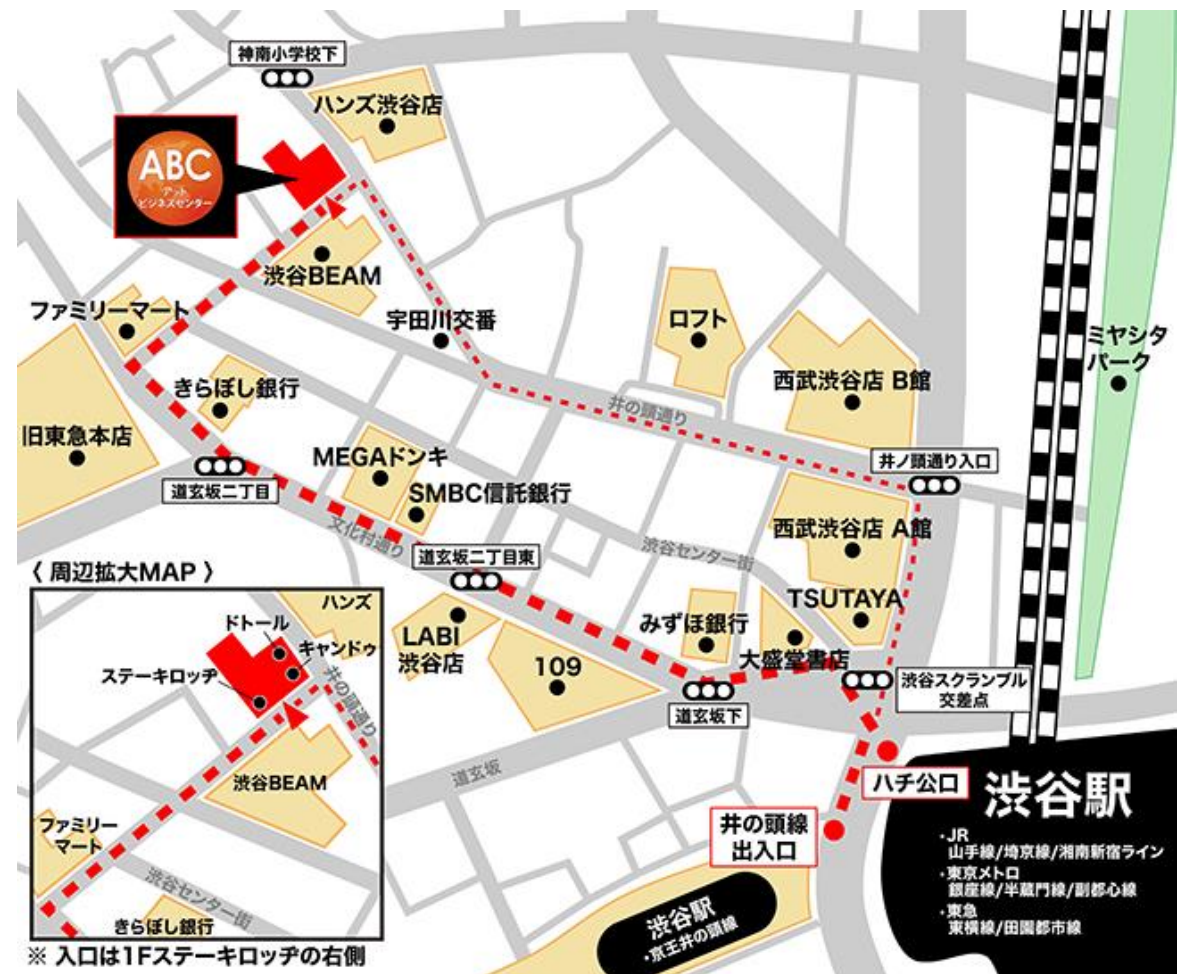 神南小学校下
ハンズ渋谷店
ABC
アット
ビジネスセンター
渋谷BEAM
ファミリーマート
宇田川交番
ロフト
ミヤシタ
パーク
西武渋谷店 B館
きらぼし銀行
井の頭通り
旧東急本店
MEGAドンキ
井ノ頭通り入口
道玄坂二丁目
SMBC信託銀行
文化村通り
西武渋谷店 A館
渋谷センター街
道玄坂二丁目東
〈 周辺拡大MAP 〉
TSUTAYA
みずほ銀行
大盛堂書店
LABI
渋谷店
109
渋谷スクランブル
交差点
道玄坂下
道玄坂
ハチ公口
井の頭線
出入口
渋谷駅
・JR
山手線/埼京線/湘南新宿ライン
・東京メトロ
銀座線/半蔵門線/副都心線
・東急
東横線/田園都市線
渋谷駅
・京王井の頭線
ハンズ
ドトール
キャンドゥ
ステーキロッヂ
井の頭通り
渋谷BEAM
ファミリー
マート
渋谷センター街
きらぼし銀行
※ 入口は1Fステーキロッヂの右側